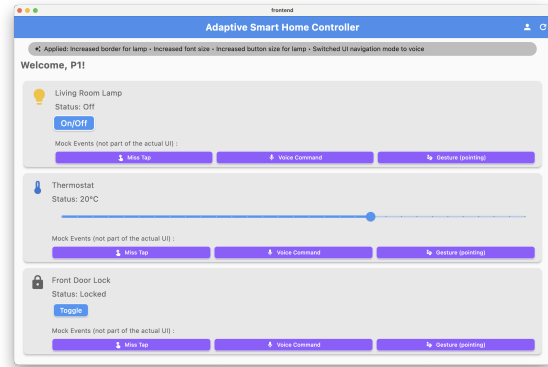 frontend
Adaptive Smart Home Controller
Applied: Increased border for lamp • Increased font size • Increased button size for lamp • Switched UI navigation mode to voice
Welcome, P1!
Living Room Lamp
Status: Off
On/Off
Mock Events (not part of the actual UI) :
Miss Tap Voice Command Gesture (pointing)
Thermostat
Status: 20°C
Mock Events (not part of the actual UI) :
Miss Tap Voice Command Gesture (pointing)
Front Door Lock
Status: Locked
Toggle
Mock Events (not part of the actual UI) :
Miss Tap Voice Command Gesture (pointing)